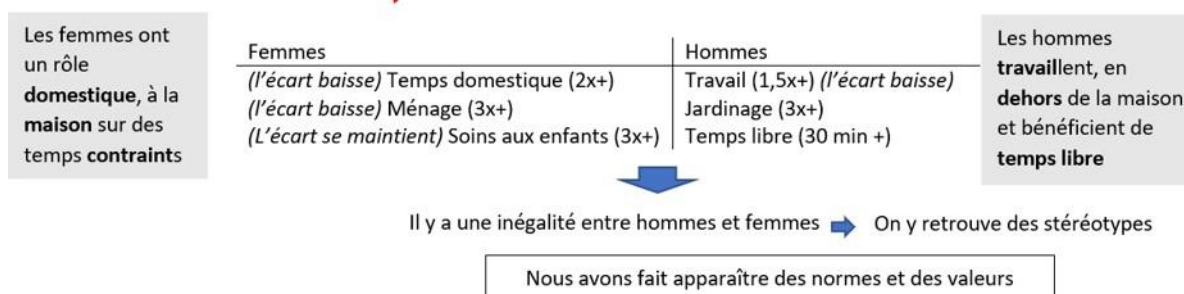 Les femmes ont
un rôle
domestique, à la
maison sur des
temps contraints
Femmes
Hommes
(l'écart baisse) Temps domestique (2x+)
Travail (1,5x+) (l'écart baisse)
(l'écart baisse) Ménage (3x+)
Jardinage (3x+)
(L'écart se maintient) Soins aux enfants (3x+)
Temps libre (30 min +)
Les hommes
travaillent, en
dehors de la maison
et bénéficient de
temps libre
Il y a une inégalité entre hommes et femmes
On y retrouve des stéréotypes
Nous avons fait apparaître des normes et des valeurs